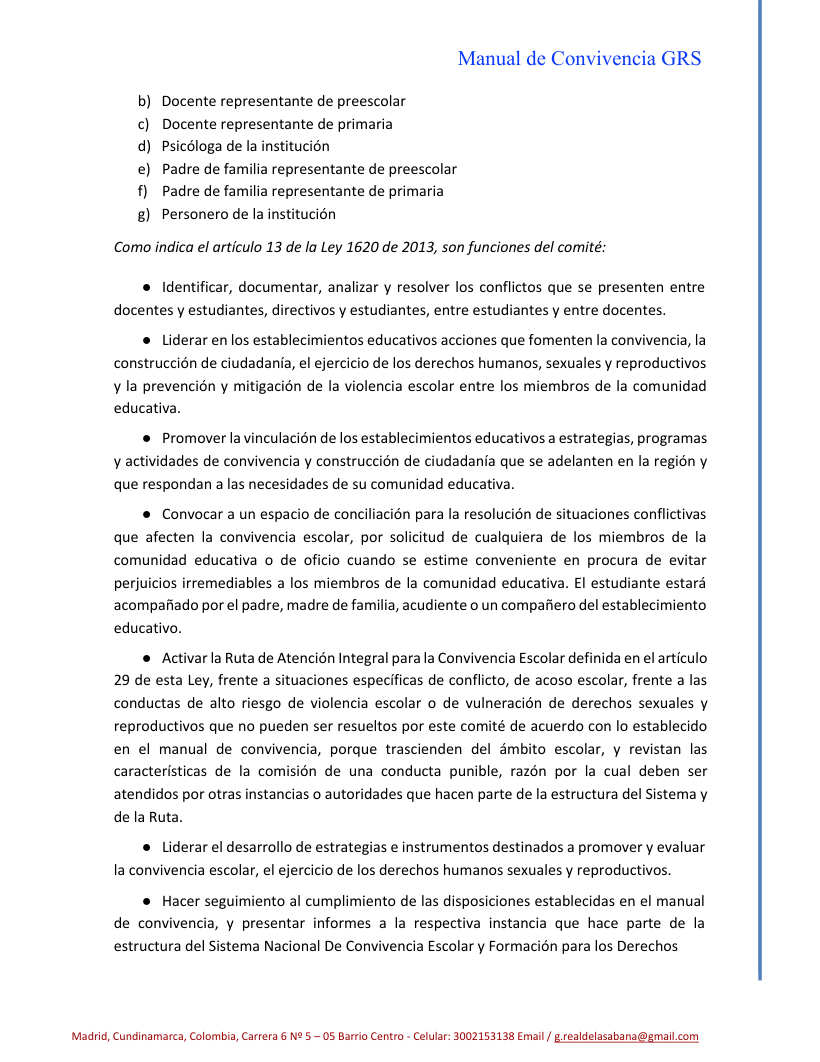 Manual de Convivencia GRS
b) Docente representante de preescolar
c) Docente representante de primaria
d) Psicóloga de la institución
e) Padre de familia representante de preescolar
f) Padre de familia representante de primaria
g) Personero de la institución
Como indica el artículo 13 de la Ley 1620 de 2013, son funciones del comité:
● Identificar, documentar, analizar y resolver los conflictos que se presenten entre
docentes y estudiantes, directivos y estudiantes, entre estudiantes y entre docentes.
● Liderar en los establecimientos educativos acciones que fomenten la convivencia, la
construcción de ciudadanía, el ejercicio de los derechos humanos, sexuales y reproductivos
y la prevención y mitigación de la violencia escolar entre los miembros de la comunidad
educativa.
● Promover la vinculación de los establecimientos educativos a estrategias, programas
y actividades de convivencia y construcción de ciudadanía que se adelanten en la región y
que respondan a las necesidades de su comunidad educativa.
● Convocar a un espacio de conciliación para la resolución de situaciones conflictivas
que afecten la convivencia escolar, por solicitud de cualquiera de los miembros de la
comunidad educativa o de oficio cuando se estime conveniente en procura de evitar
perjuicios irremediables a los miembros de la comunidad educativa. El estudiante estará
acompañado por el padre, madre de familia, acudiente o un compañero del establecimiento
educativo.
● Activar la Ruta de Atención Integral para la Convivencia Escolar definida en el artículo
29 de esta Ley, frente a situaciones específicas de conflicto, de acoso escolar, frente a las
conductas de alto riesgo de violencia escolar o de vulneración de derechos sexuales y
reproductivos que no pueden ser resueltos por este comité de acuerdo con lo establecido
en el manual de convivencia, porque trascienden del ámbito escolar, y revistan las
características de la comisión de una conducta punible, razón por la cual deben ser
atendidos por otras instancias o autoridades que hacen parte de la estructura del Sistema y
de la Ruta.
● Liderar el desarrollo de estrategias e instrumentos destinados a promover y evaluar
la convivencia escolar, el ejercicio de los derechos humanos sexuales y reproductivos.
● Hacer seguimiento al cumplimiento de las disposiciones establecidas en el manual
de convivencia, y presentar informes a la respectiva instancia que hace parte de la
estructura del Sistema Nacional De Convivencia Escolar y Formación para los Derechos
Madrid, Cundinamarca, Colombia, Carrera 6 Nº 5 – 05 Barrio Centro - Celular: 3002153138 Email / g.realdelasabana@gmail.com